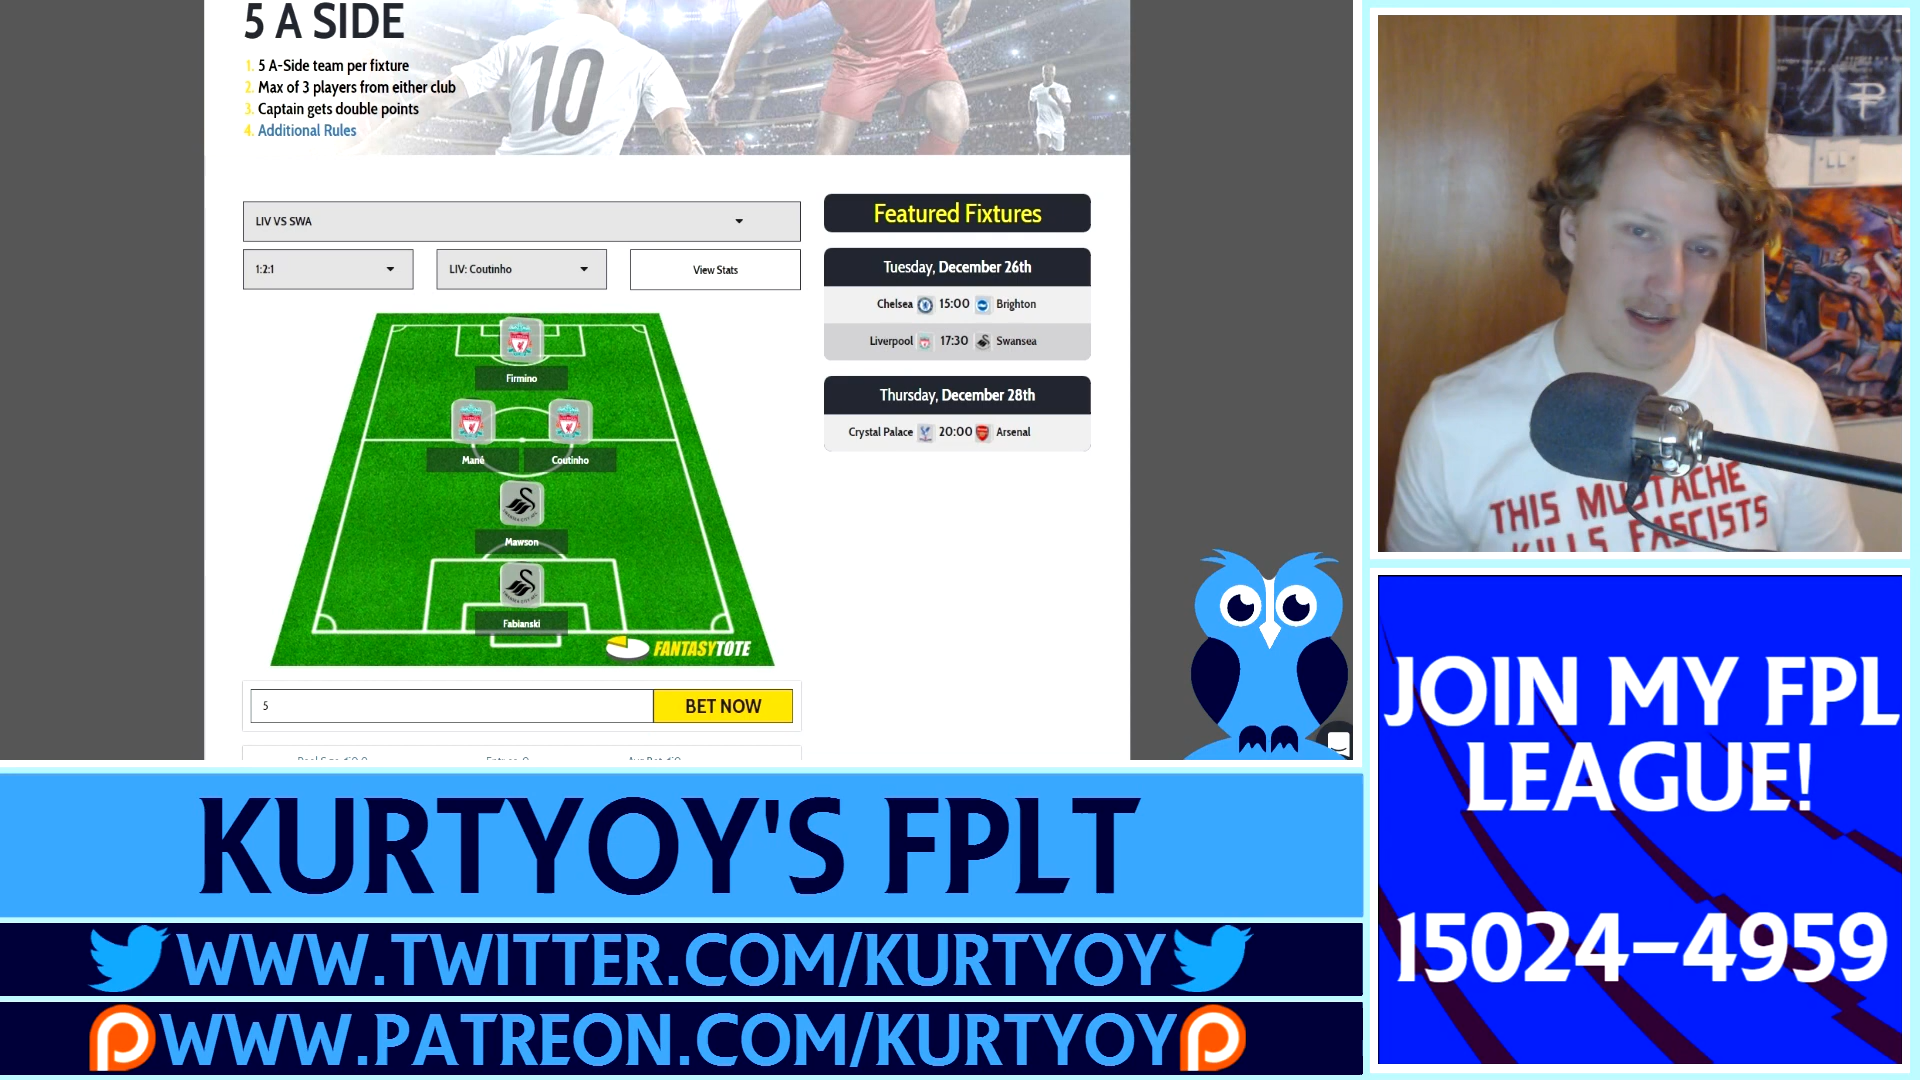 5 A SIDE
1. 5 A-Side team per fixture
2. Max of 3 players from either club
3. Captain gets double points
4. Additional Rules
10
LIV VS SWA
1:2:1
LIV: Coutinho
View Stats
Firmino
Mané
Coutinho
Mawson
Fabianski
FANTASYTOTE
5
BET NOW
Featured Fixtures
Tuesday, December 26th
Chelsea 15:00 Brighton
Liverpool 17:30 Swansea
Thursday, December 28th
Crystal Palace 20:00 Arsenal
THIS MUSTACHE
KILLS FASCISTS
JOIN MY FPL
LEAGUE!
15024-4959
KURTYOY'S FPLT
WWW.TWITTER.COM/KURTYOY
WWW.PATREON.COM/KURTYOY